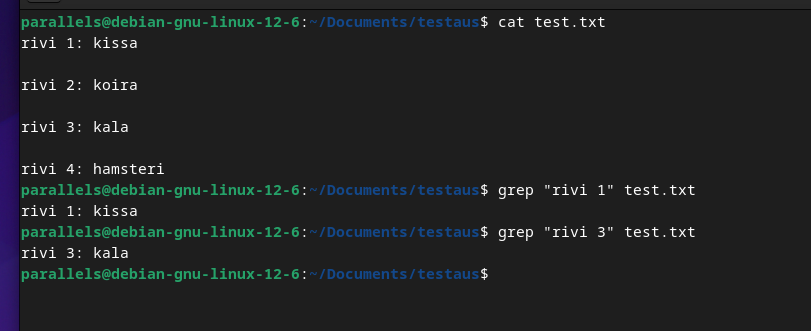 parallels@debian-gnu-linux-12-6:~/Documents/testaus$ cat test.txt
rivi 1: kissa
rivi 2: koira
rivi 3: kala
rivi 4: hamsteri
parallels@debian-gnu-linux-12-6:~/Documents/testaus$ grep "rivi 1" test.txt
rivi 1: kissa
parallels@debian-gnu-linux-12-6:~/Documents/testaus$ grep "rivi 3" test.txt
rivi 3: kala
parallels@debian-gnu-linux-12-6:~/Documents/testaus$